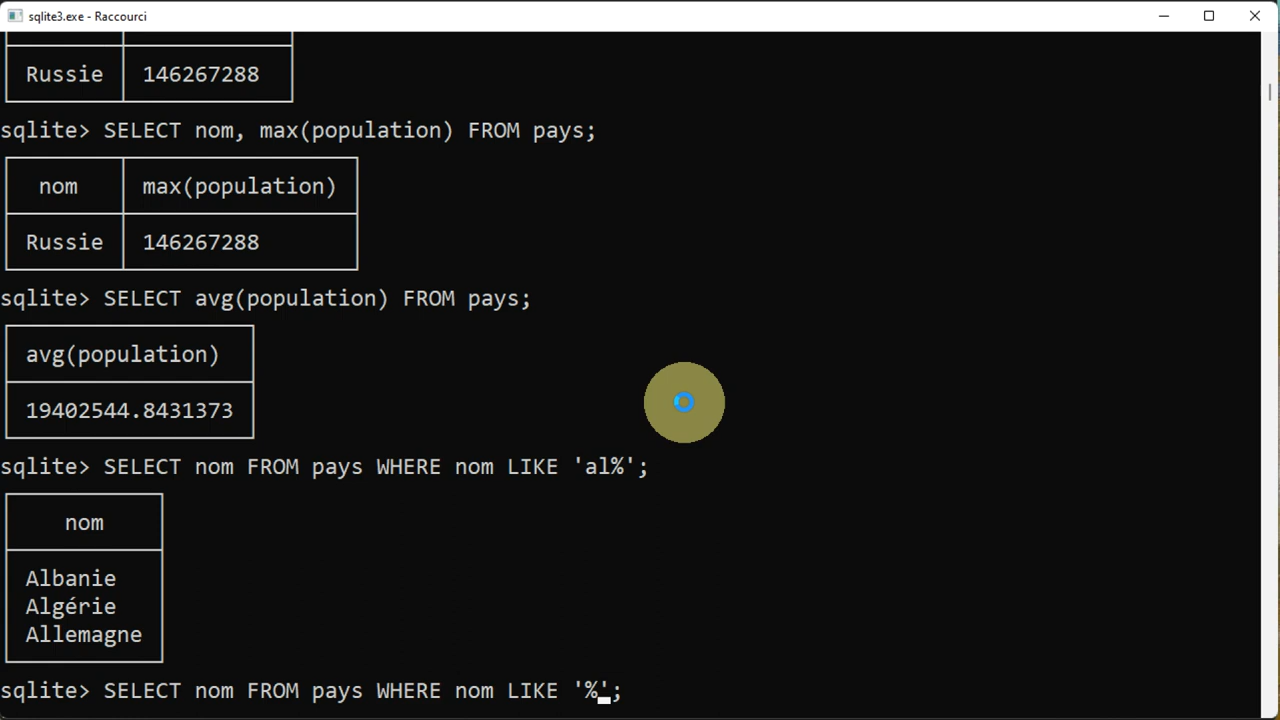 sqlite3.exe - Raccourci
Russie 146267288
sqlite> SELECT nom, max(population) FROM pays;
nom max(population)
Russie 146267288
sqlite> SELECT avg(population) FROM pays;
avg(population)
19402544.8431373
sqlite> SELECT nom FROM pays WHERE nom LIKE 'al%';
nom
Albanie
Algérie
Allemagne
sqlite> SELECT nom FROM pays WHERE nom LIKE '%';